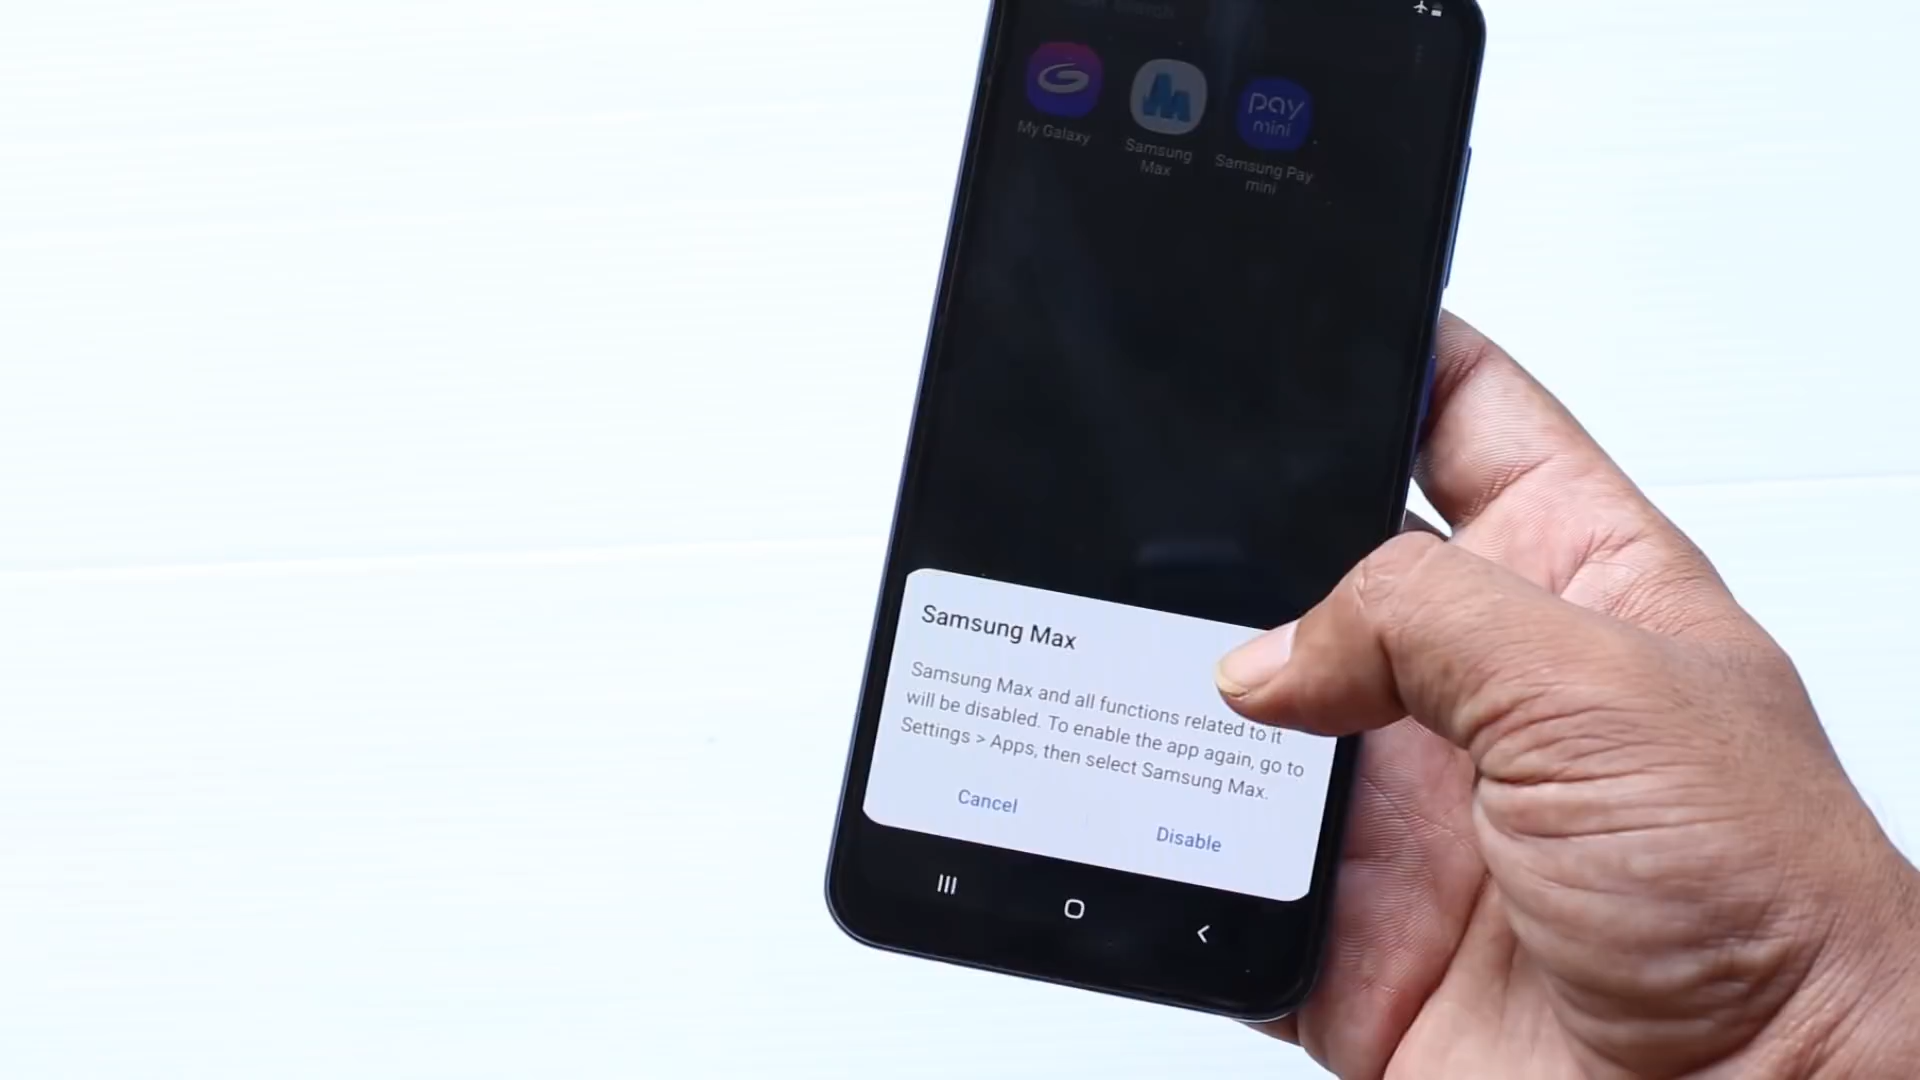 My Galaxy
Samsung
Max
pay
mini
Samsung Pay
mini
Samsung Max
Samsung Max and all functions related to it
will be disabled. To enable the app again, go to
Settings > Apps, then select Samsung Max.
Cancel
Disable